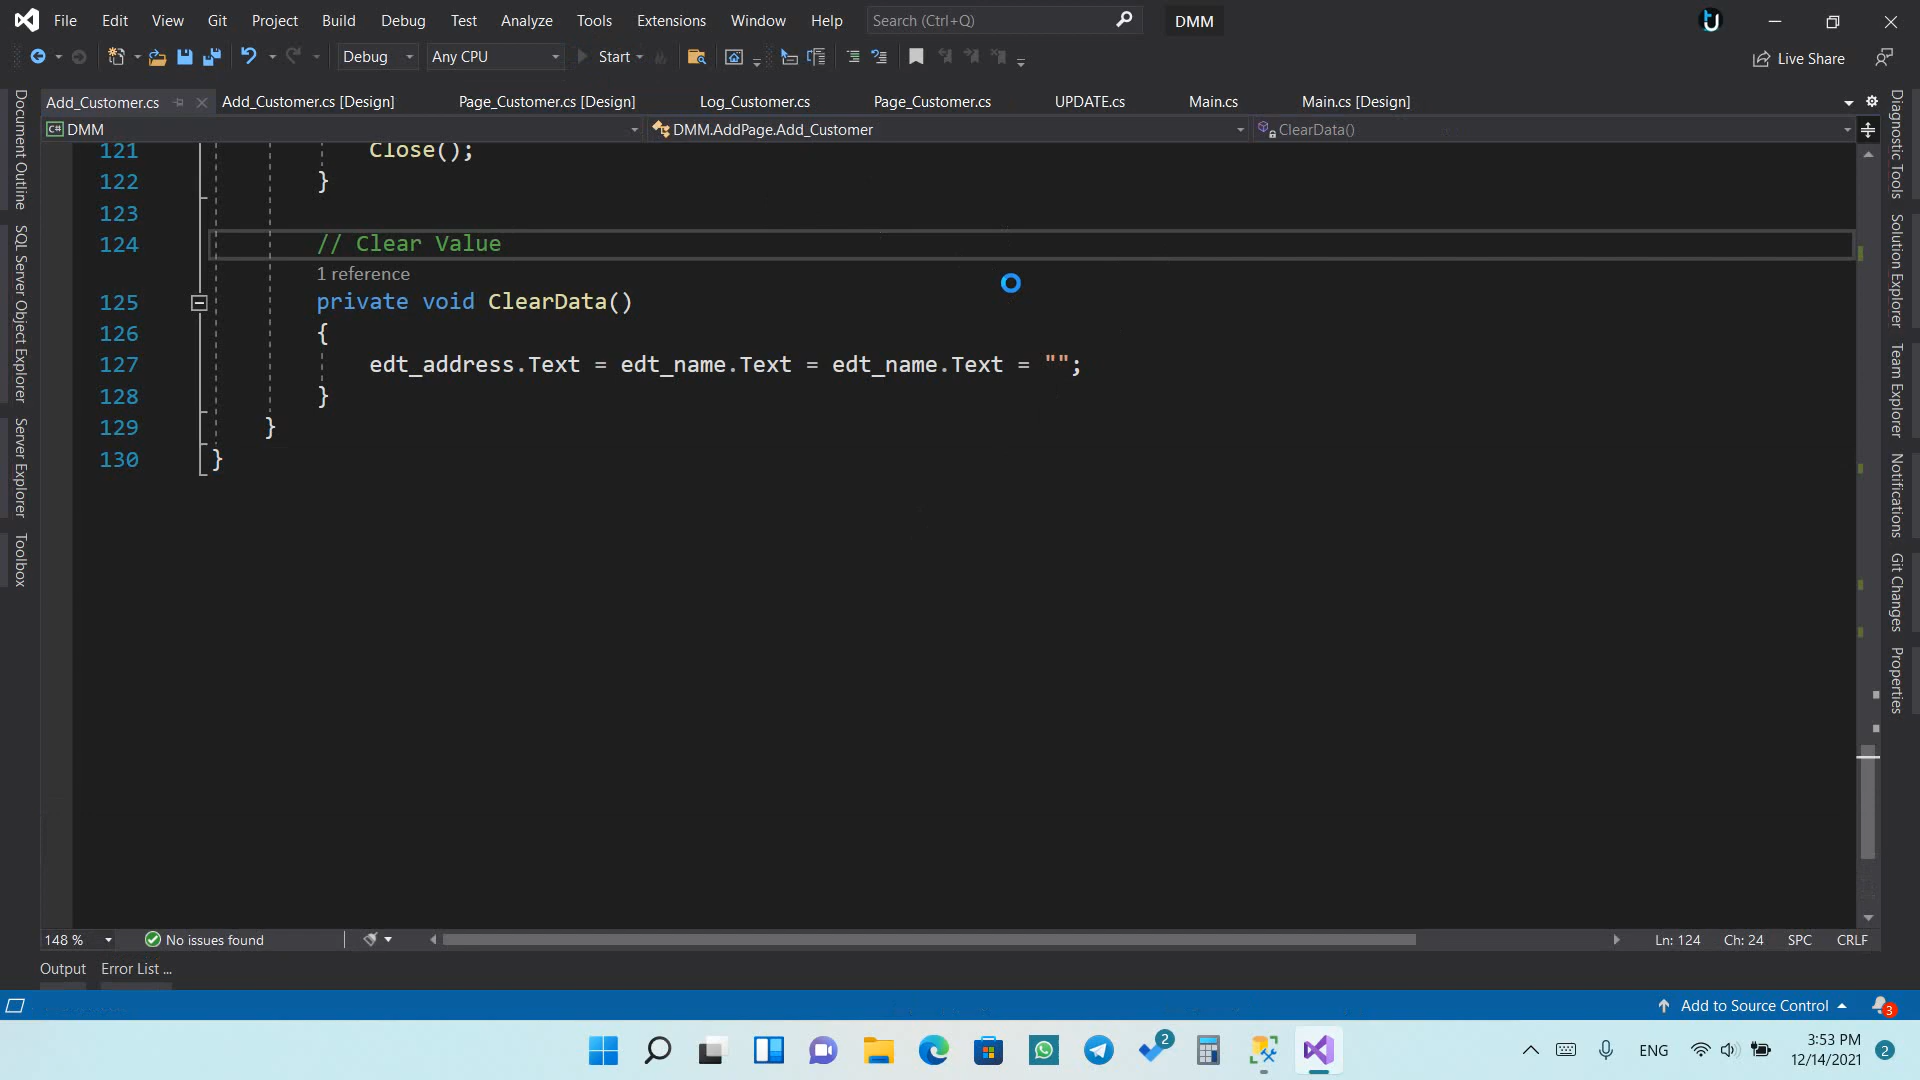 File Edit View Git Project Build Debug Test Analyze Tools Extensions Window Help Search (Ctrl+Q) DMM
Debug Any CPU Start Live Share
Add_Customer.cs Add_Customer.cs [Design] Page_Customer.cs [Design] Log_Customer.cs Page_Customer.cs UPDATE.cs Main.cs Main.cs [Design]
C# DMM DMM.AddPage.Add_Customer ClearData()
Document Outline
SQL Server Object Explorer
Server Explorer
Toolbox
121 Close();
122 }
123
124 // Clear Value
1 reference
125 private void ClearData()
126 {
127 edt_address.Text = edt_name.Text = edt_name.Text = "";
128 }
129 }
130 }
Diagnostic Tools
Solution Explorer
Team Explorer
Notifications
Git Changes
Properties
148 % No issues found Ln: 124 Ch: 24 SPC CRLF
Output Error List ...
Add to Source Control 3
2 ENG 3:53 PM 2
12/14/2021